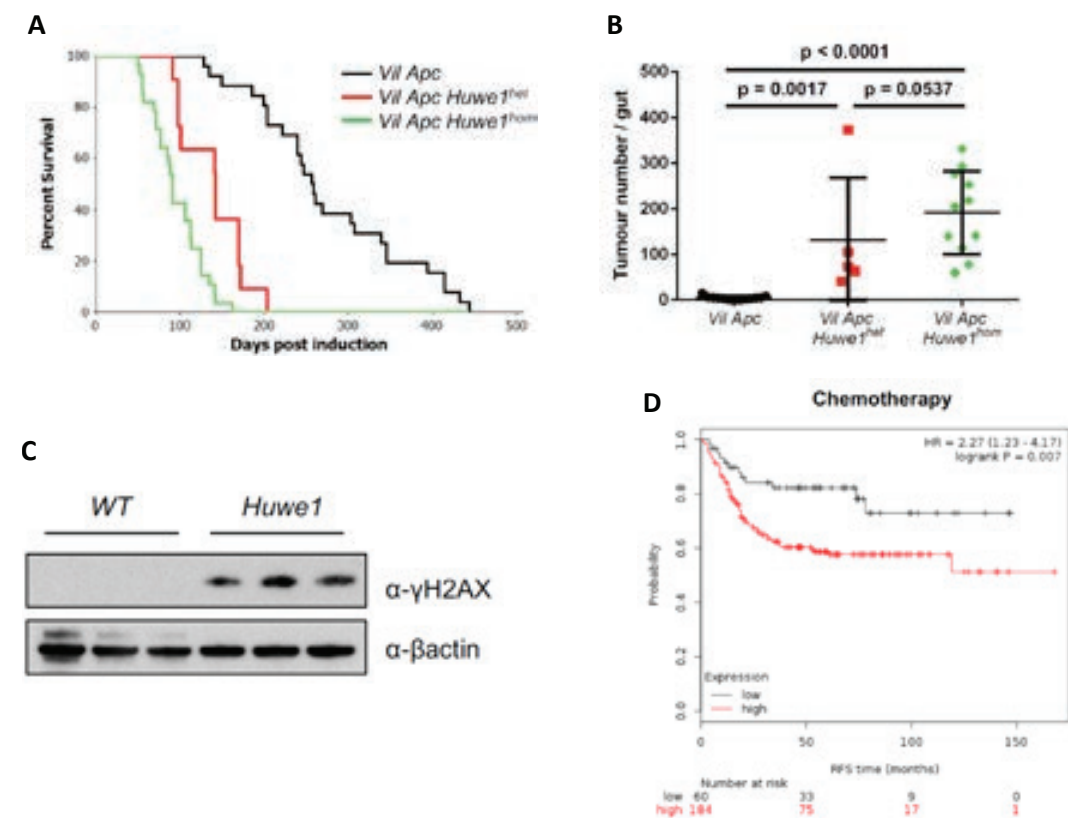 A
100
80
60
40
20
0
Percent Survival
Vil Apc
Vil Apc Huwe1het
Vil Apc Huwe1hom
0 100 200 300 400 500
Days post induction
B
p < 0.0001
p = 0.0017 p = 0.0537
500
400
300
200
100
0
Tumour number / gut
Vil Apc Vil Apc Vil Apc
Huwe1het Huwe1hom
C
WT Huwe1
α-γH2AX
α-βactin
D
Chemotherapy
HR = 2.27 (1.23 - 4.17)
logrank P = 0.007
1.0
0.8
0.6
0.4
0.2
0.0
Probability
Expression
low
high
0 50 100 150
RFS time (months)
Number at risk
low 60 33 9 0
high 184 75 17 1